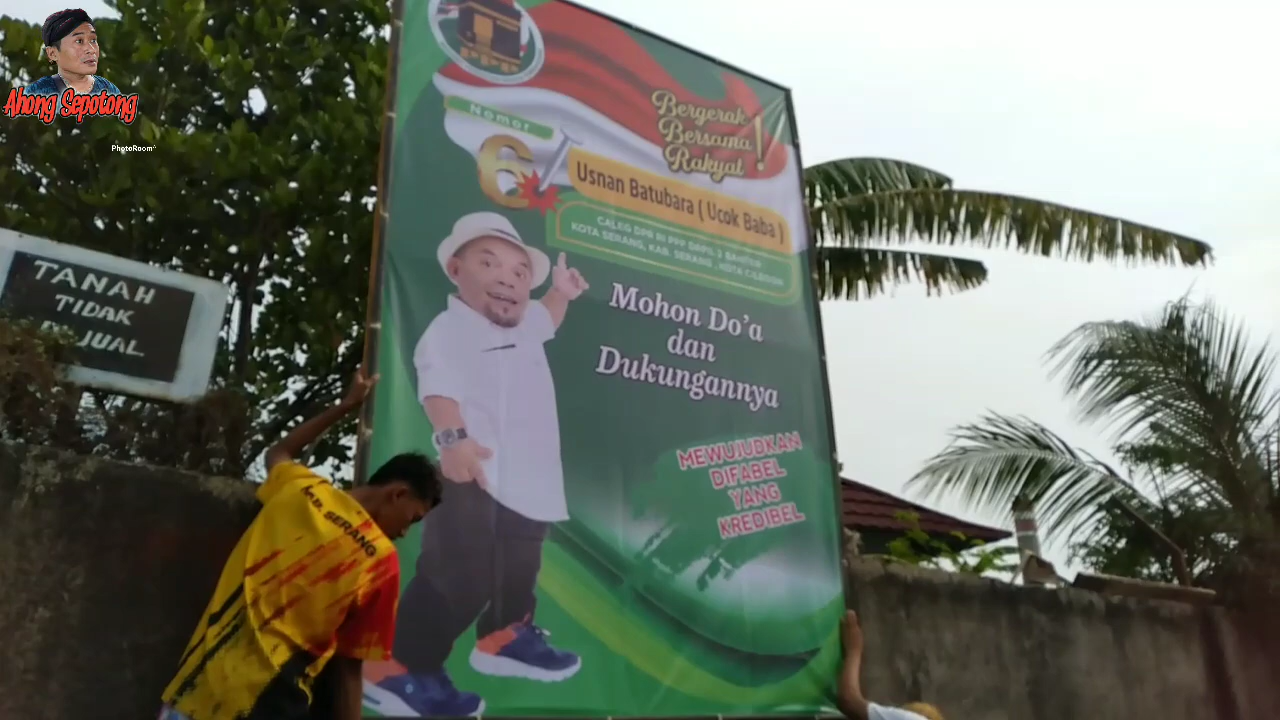 Ahong Sepotong
PhotoRoom
TANAH
TIDAK
JUAL
Nomor
6
Bergerak
Bersama
Rakyat !
Usnan Batubara ( Ucok Baba )
CALEG DPR RI PPP DAPIL 2 BANTEN
KOTA SERANG, KAB. SERANG , KOTA CILEGON
Mohon Do'a
dan
Dukungannya
MEWUJUDKAN
DIFABEL
YANG
KREDIBEL
KAB. SERANG